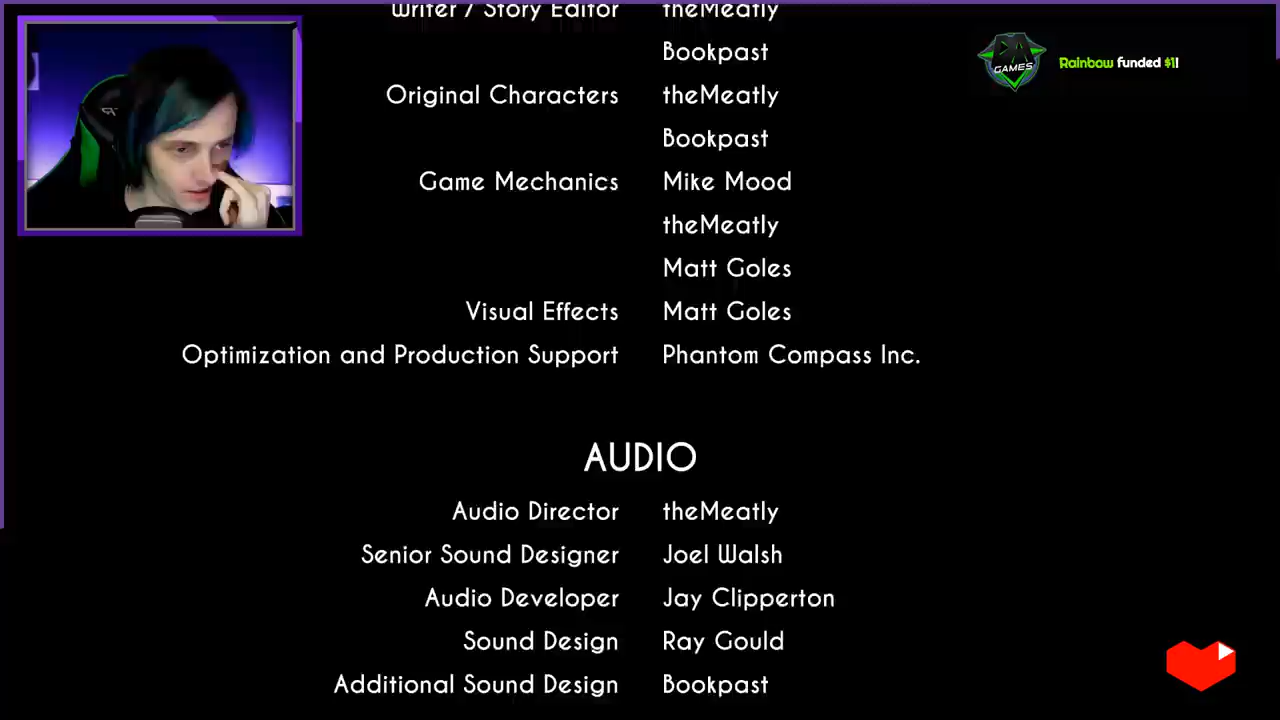 Writer / Story Editor theMeatly
Bookpast
Original Characters theMeatly
Bookpast
Game Mechanics Mike Mood
theMeatly
Matt Goles
Visual Effects Matt Goles
Optimization and Production Support Phantom Compass Inc.
AUDIO
Audio Director theMeatly
Senior Sound Designer Joel Walsh
Audio Developer Jay Clipperton
Sound Design Ray Gould
Additional Sound Design Bookpast
GAMES
Rainbow funded $1!